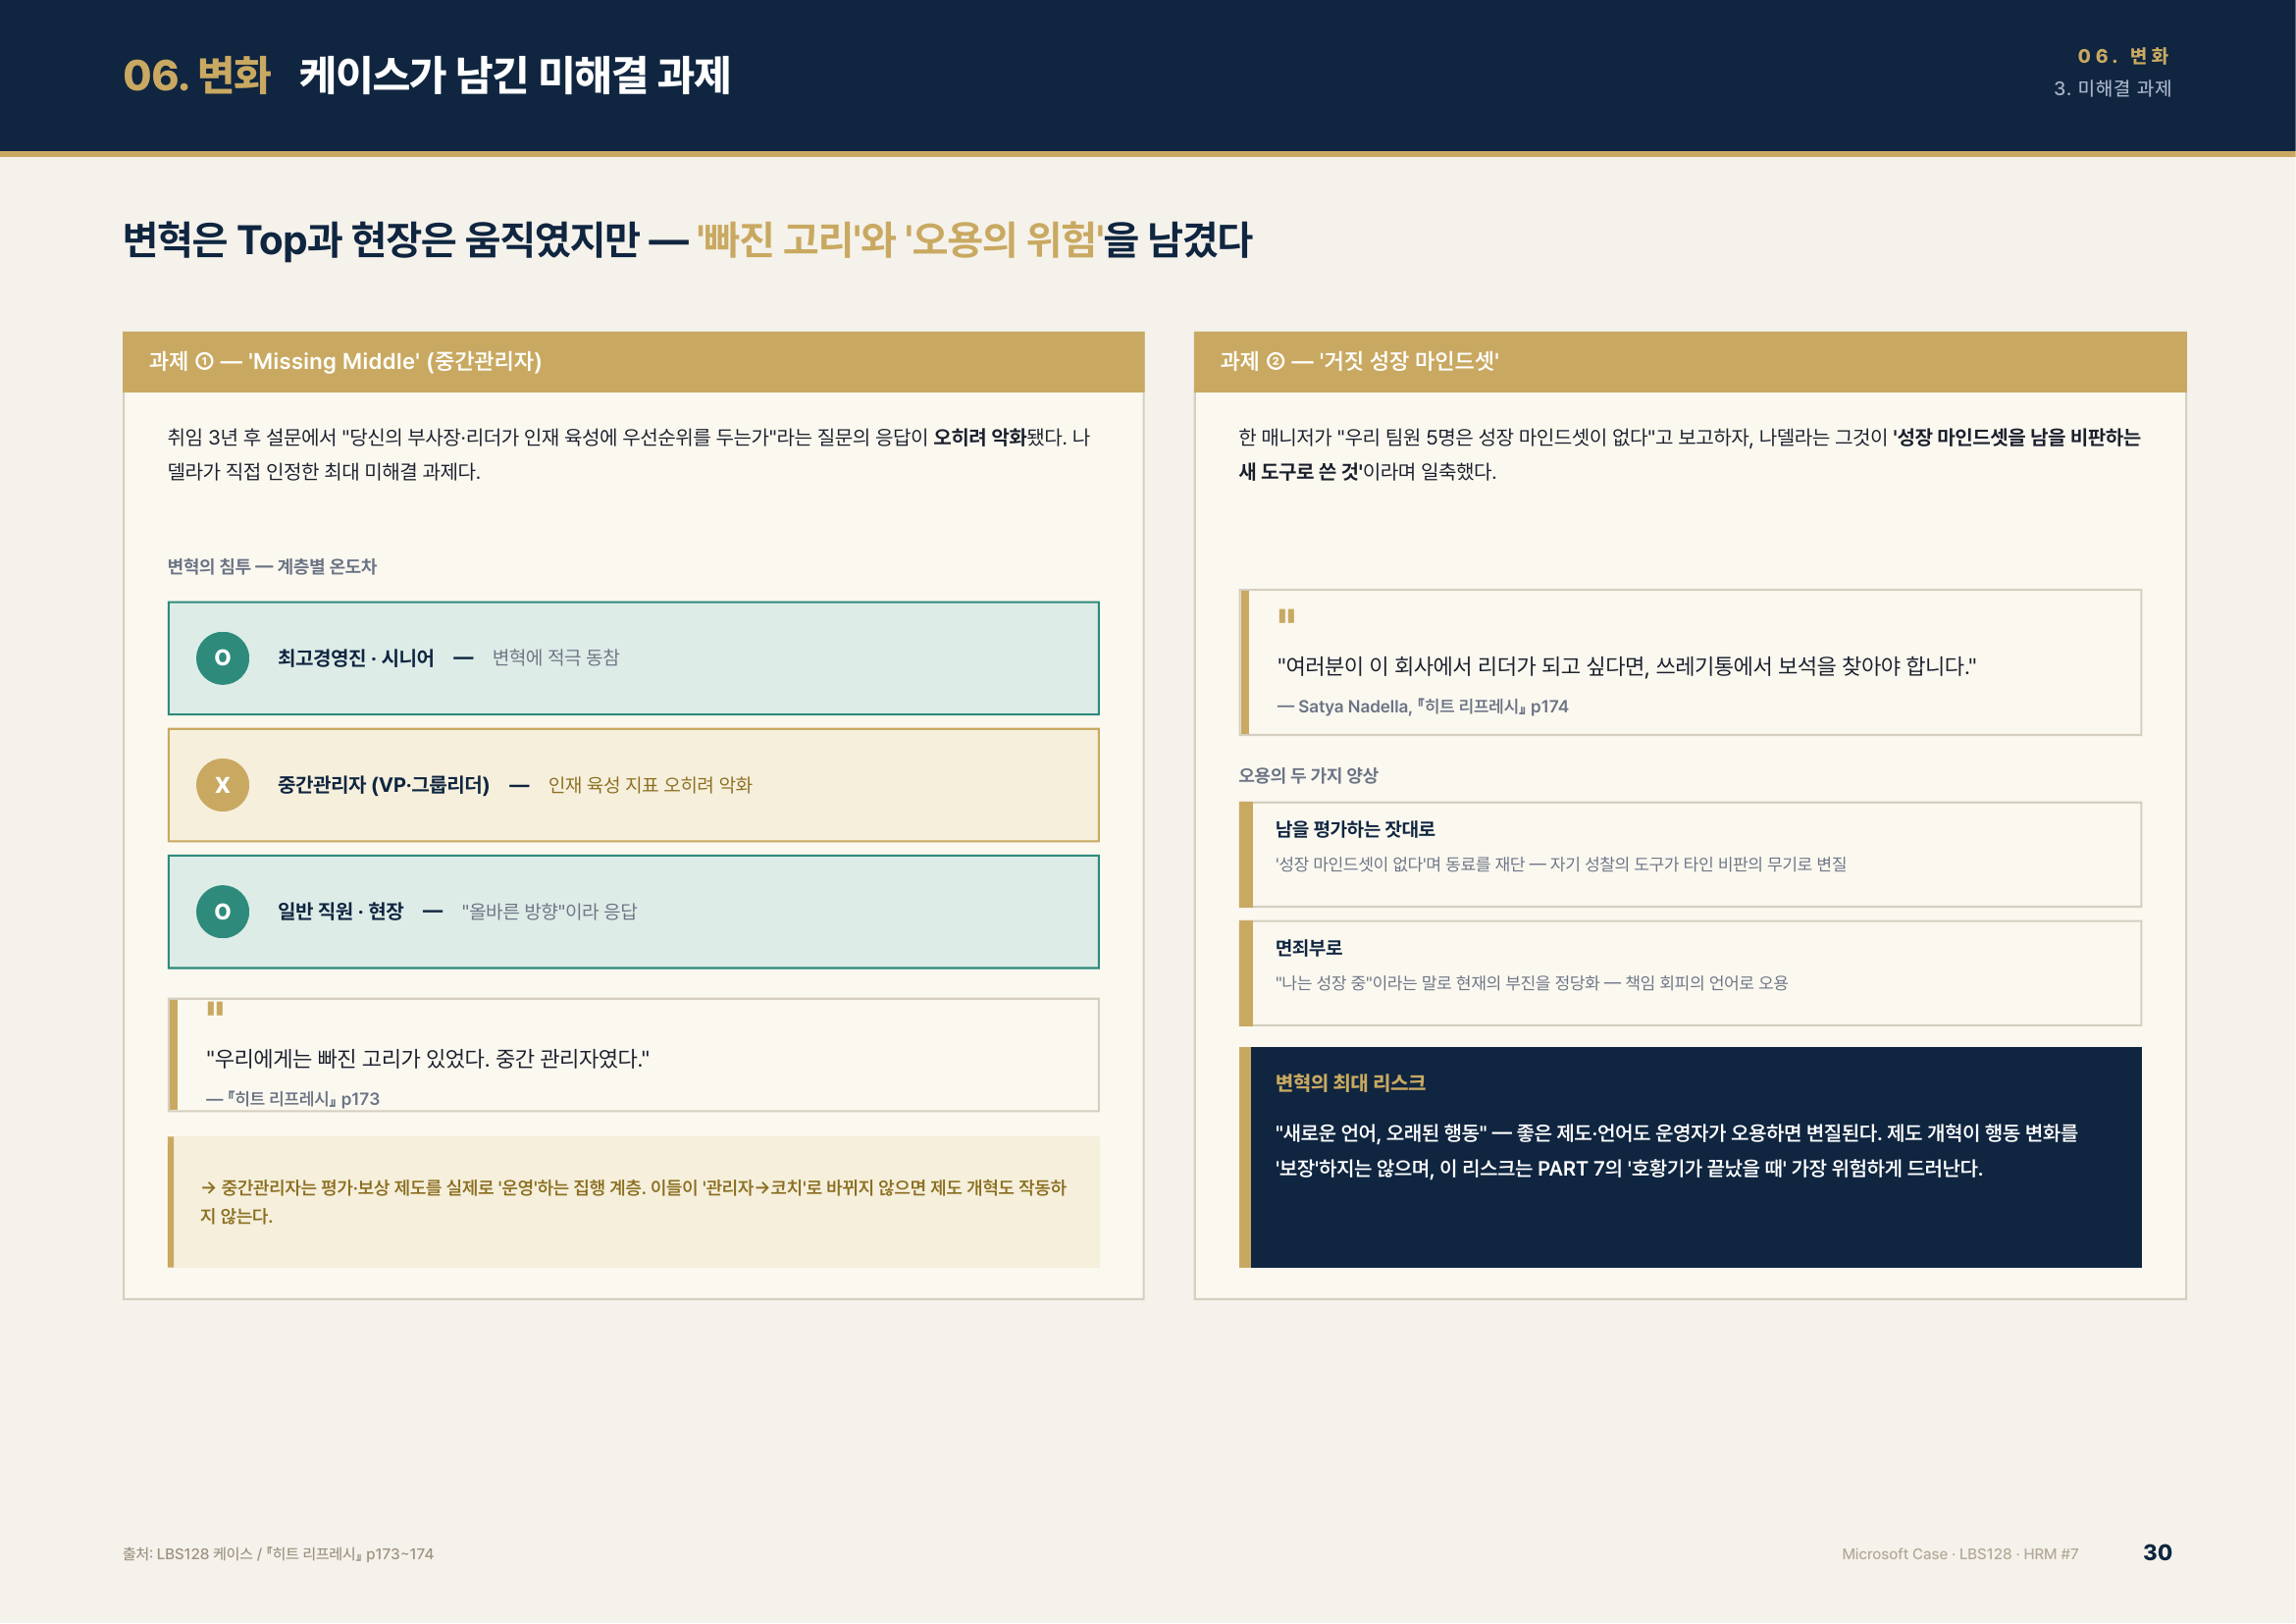 06. 변화 케이스가 남긴 미해결 과제
06. 변화
3. 미해결 과제
변혁은 Top과 현장은 움직였지만 — '빠진 고리'와 '오용의 위험'을 남겼다
과제 ① — 'Missing Middle' (중간관리자)
취임 3년 후 설문에서 "당신의 부사장·리더가 인재 육성에 우선순위를 두는가"라는 질문의 응답이 오히려 악화됐다. 나
델라가 직접 인정한 최대 미해결 과제다.
변혁의 침투 — 계층별 온도차
O 최고경영진 · 시니어 — 변혁에 적극 동참
X 중간관리자 (VP·그룹리더) — 인재 육성 지표 오히려 악화
O 일반 직원 · 현장 — "올바른 방향"이라 응답
"
"우리에게는 빠진 고리가 있었다. 중간 관리자였다."
— 『히트 리프레시』 p173
→ 중간관리자는 평가·보상 제도를 실제로 '운영'하는 집행 계층. 이들이 '관리자→코치'로 바뀌지 않으면 제도 개혁도 작동하
지 않는다.
과제 ② — '거짓 성장 마인드셋'
한 매니저가 "우리 팀원 5명은 성장 마인드셋이 없다"고 보고하자, 나델라는 그것이 '성장 마인드셋을 남을 비판하는
새 도구로 쓴 것'이라며 일축했다.
"
"여러분이 이 회사에서 리더가 되고 싶다면, 쓰레기통에서 보석을 찾아야 합니다."
— Satya Nadella, 『히트 리프레시』 p174
오용의 두 가지 양상
남을 평가하는 잣대로
'성장 마인드셋이 없다'며 동료를 재단 — 자기 성찰의 도구가 타인 비판의 무기로 변질
면죄부로
"나는 성장 중"이라는 말로 현재의 부진을 정당화 — 책임 회피의 언어로 오용
변혁의 최대 리스크
"새로운 언어, 오래된 행동" — 좋은 제도·언어도 운영자가 오용하면 변질된다. 제도 개혁이 행동 변화를
'보장'하지는 않으며, 이 리스크는 PART 7의 '호황기가 끝났을 때' 가장 위험하게 드러난다.
출처: LBS128 케이스 / 『히트 리프레시』 p173~174
Microsoft Case · LBS128 · HRM #7 30